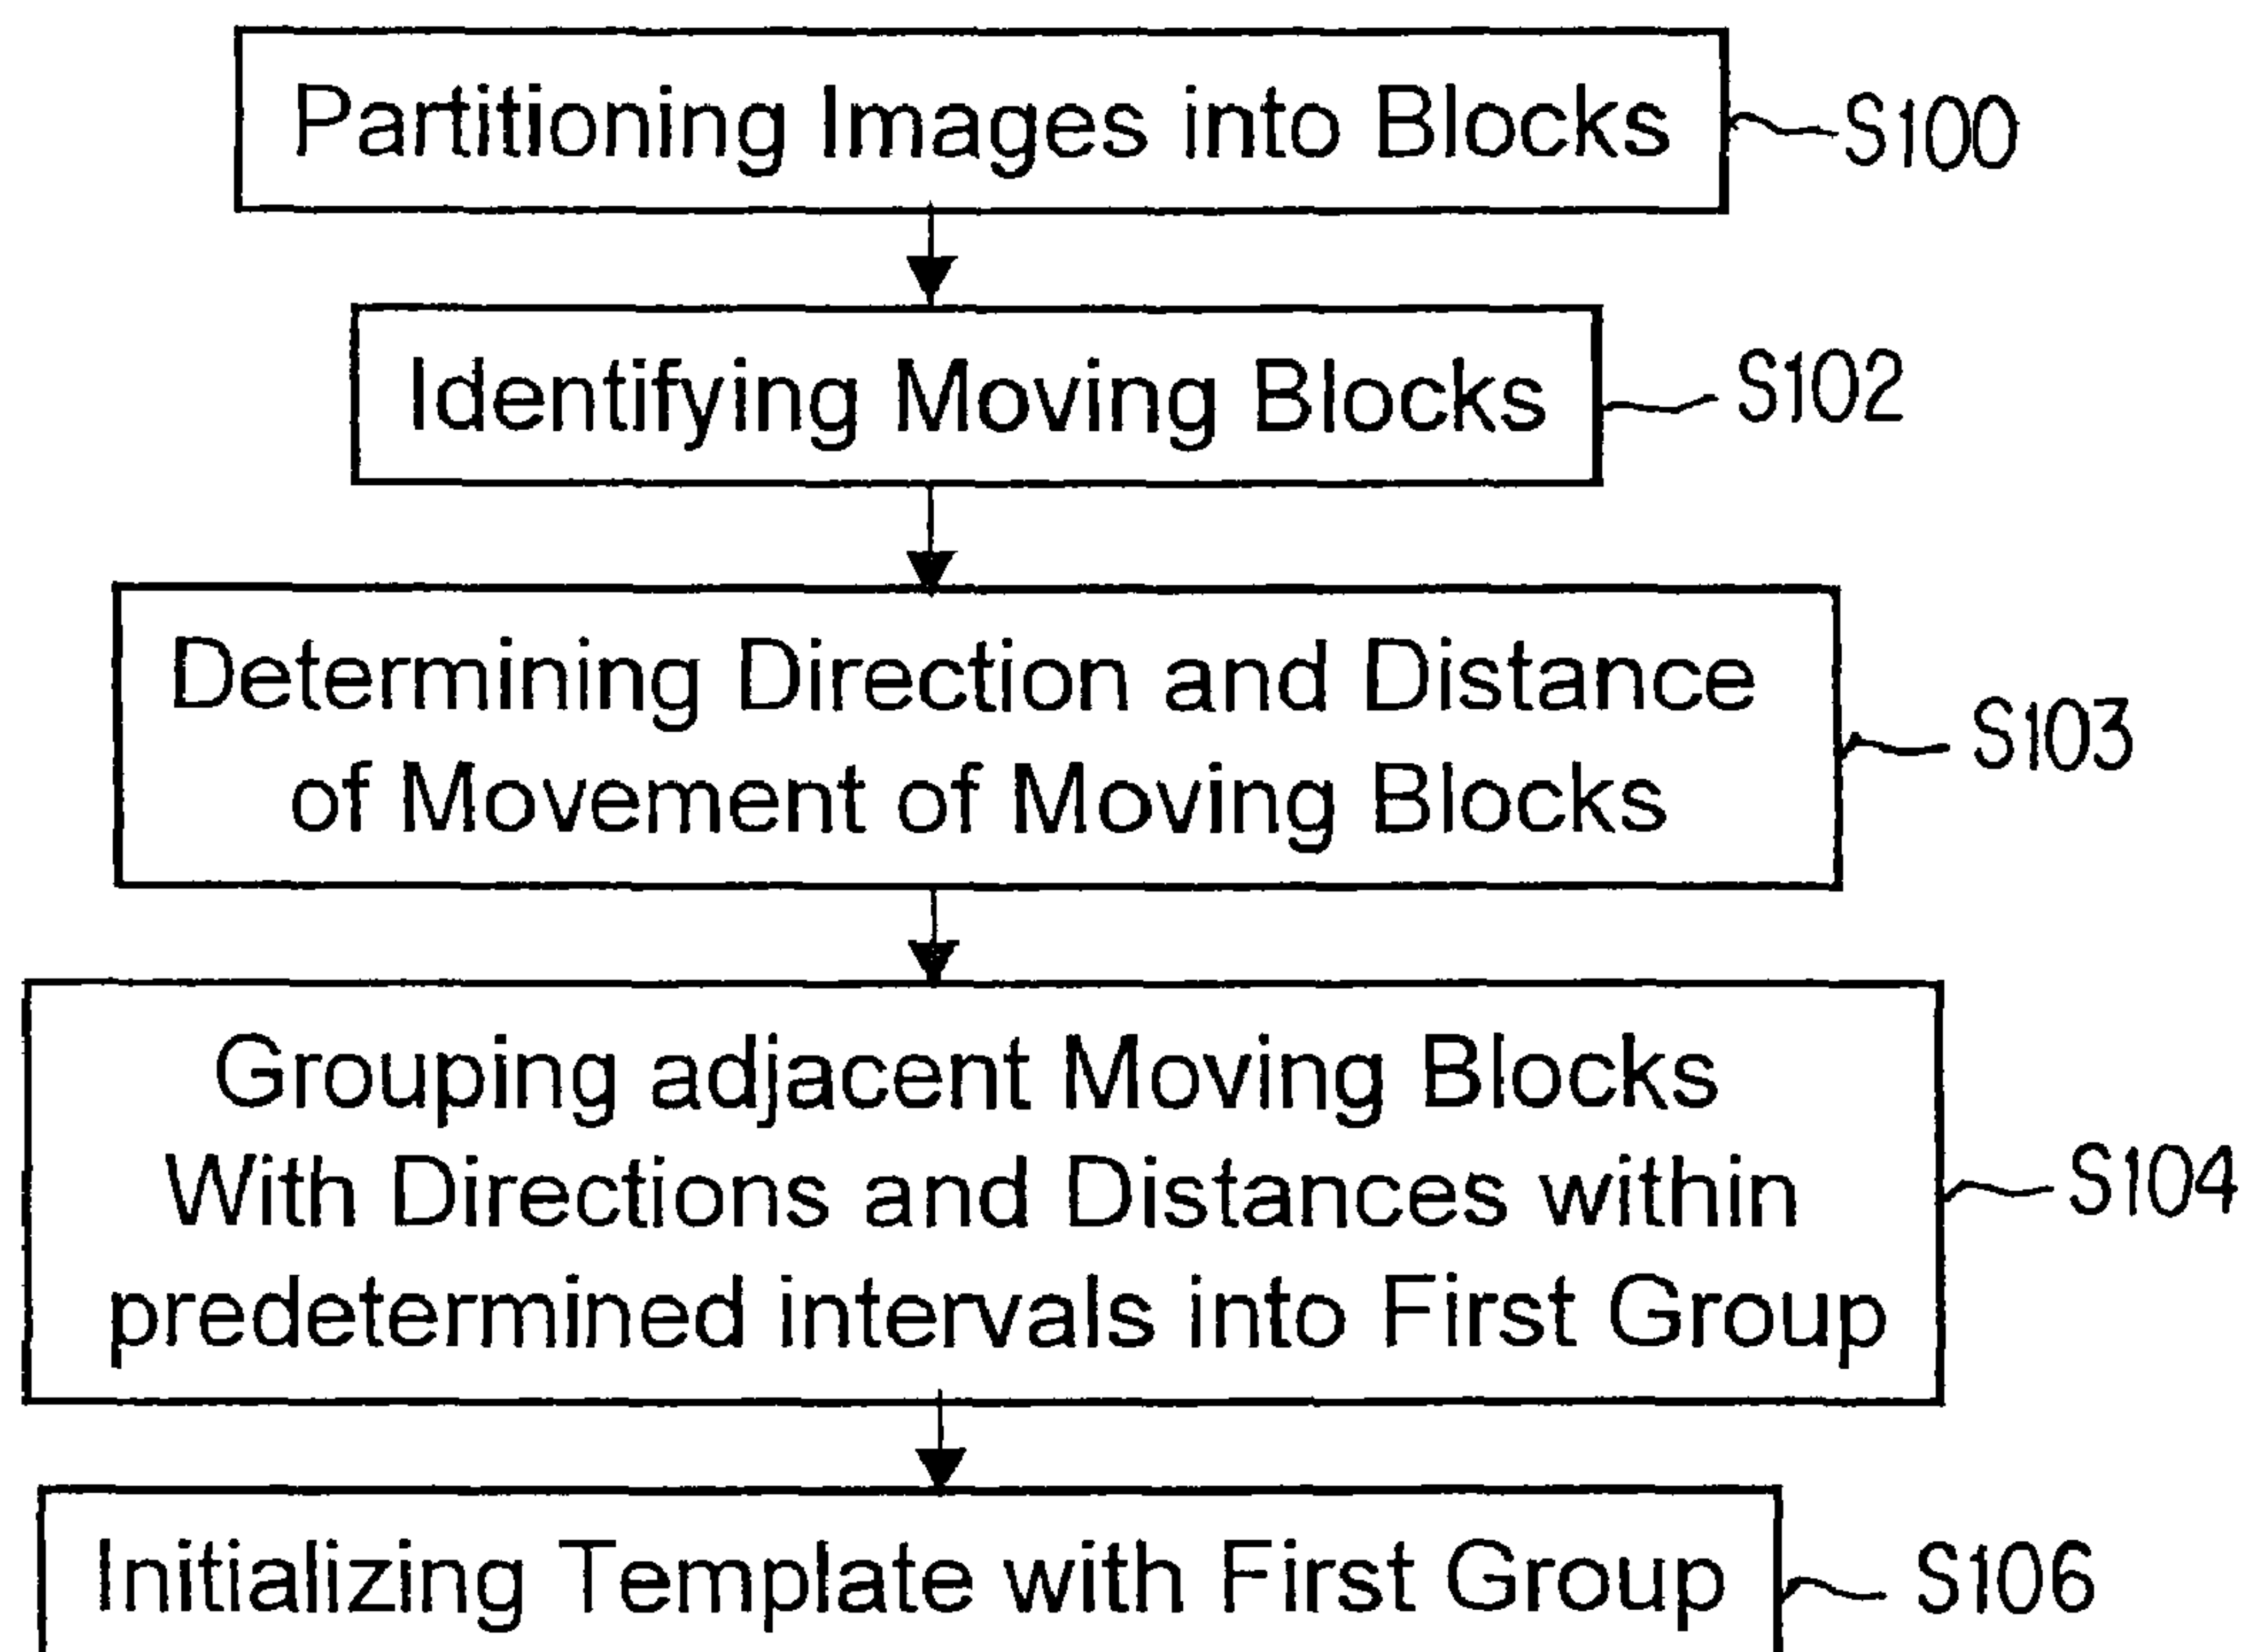 Partitioning Images into Blocks S100
Identifying Moving Blocks S102
Determining Direction and Distance
of Movement of Moving Blocks S103
Grouping adjacent Moving Blocks
With Directions and Distances within S104
predetermined intervals into First Group
Initializing Template with First Group S106